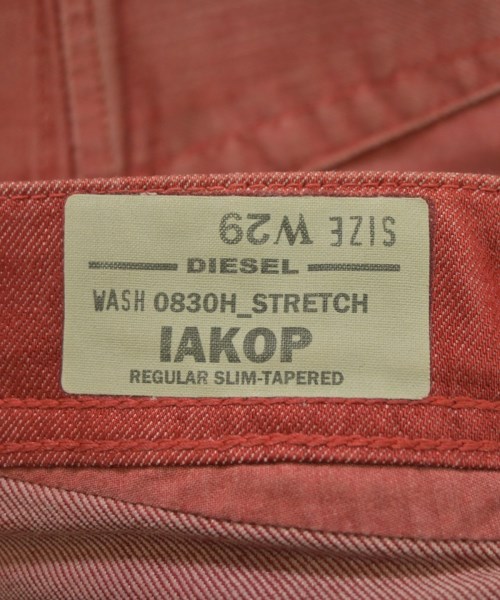 SIZE W29
DIESEL
WASH 0830H_STRETCH
IAKOP
REGULAR SLIM-TAPERED